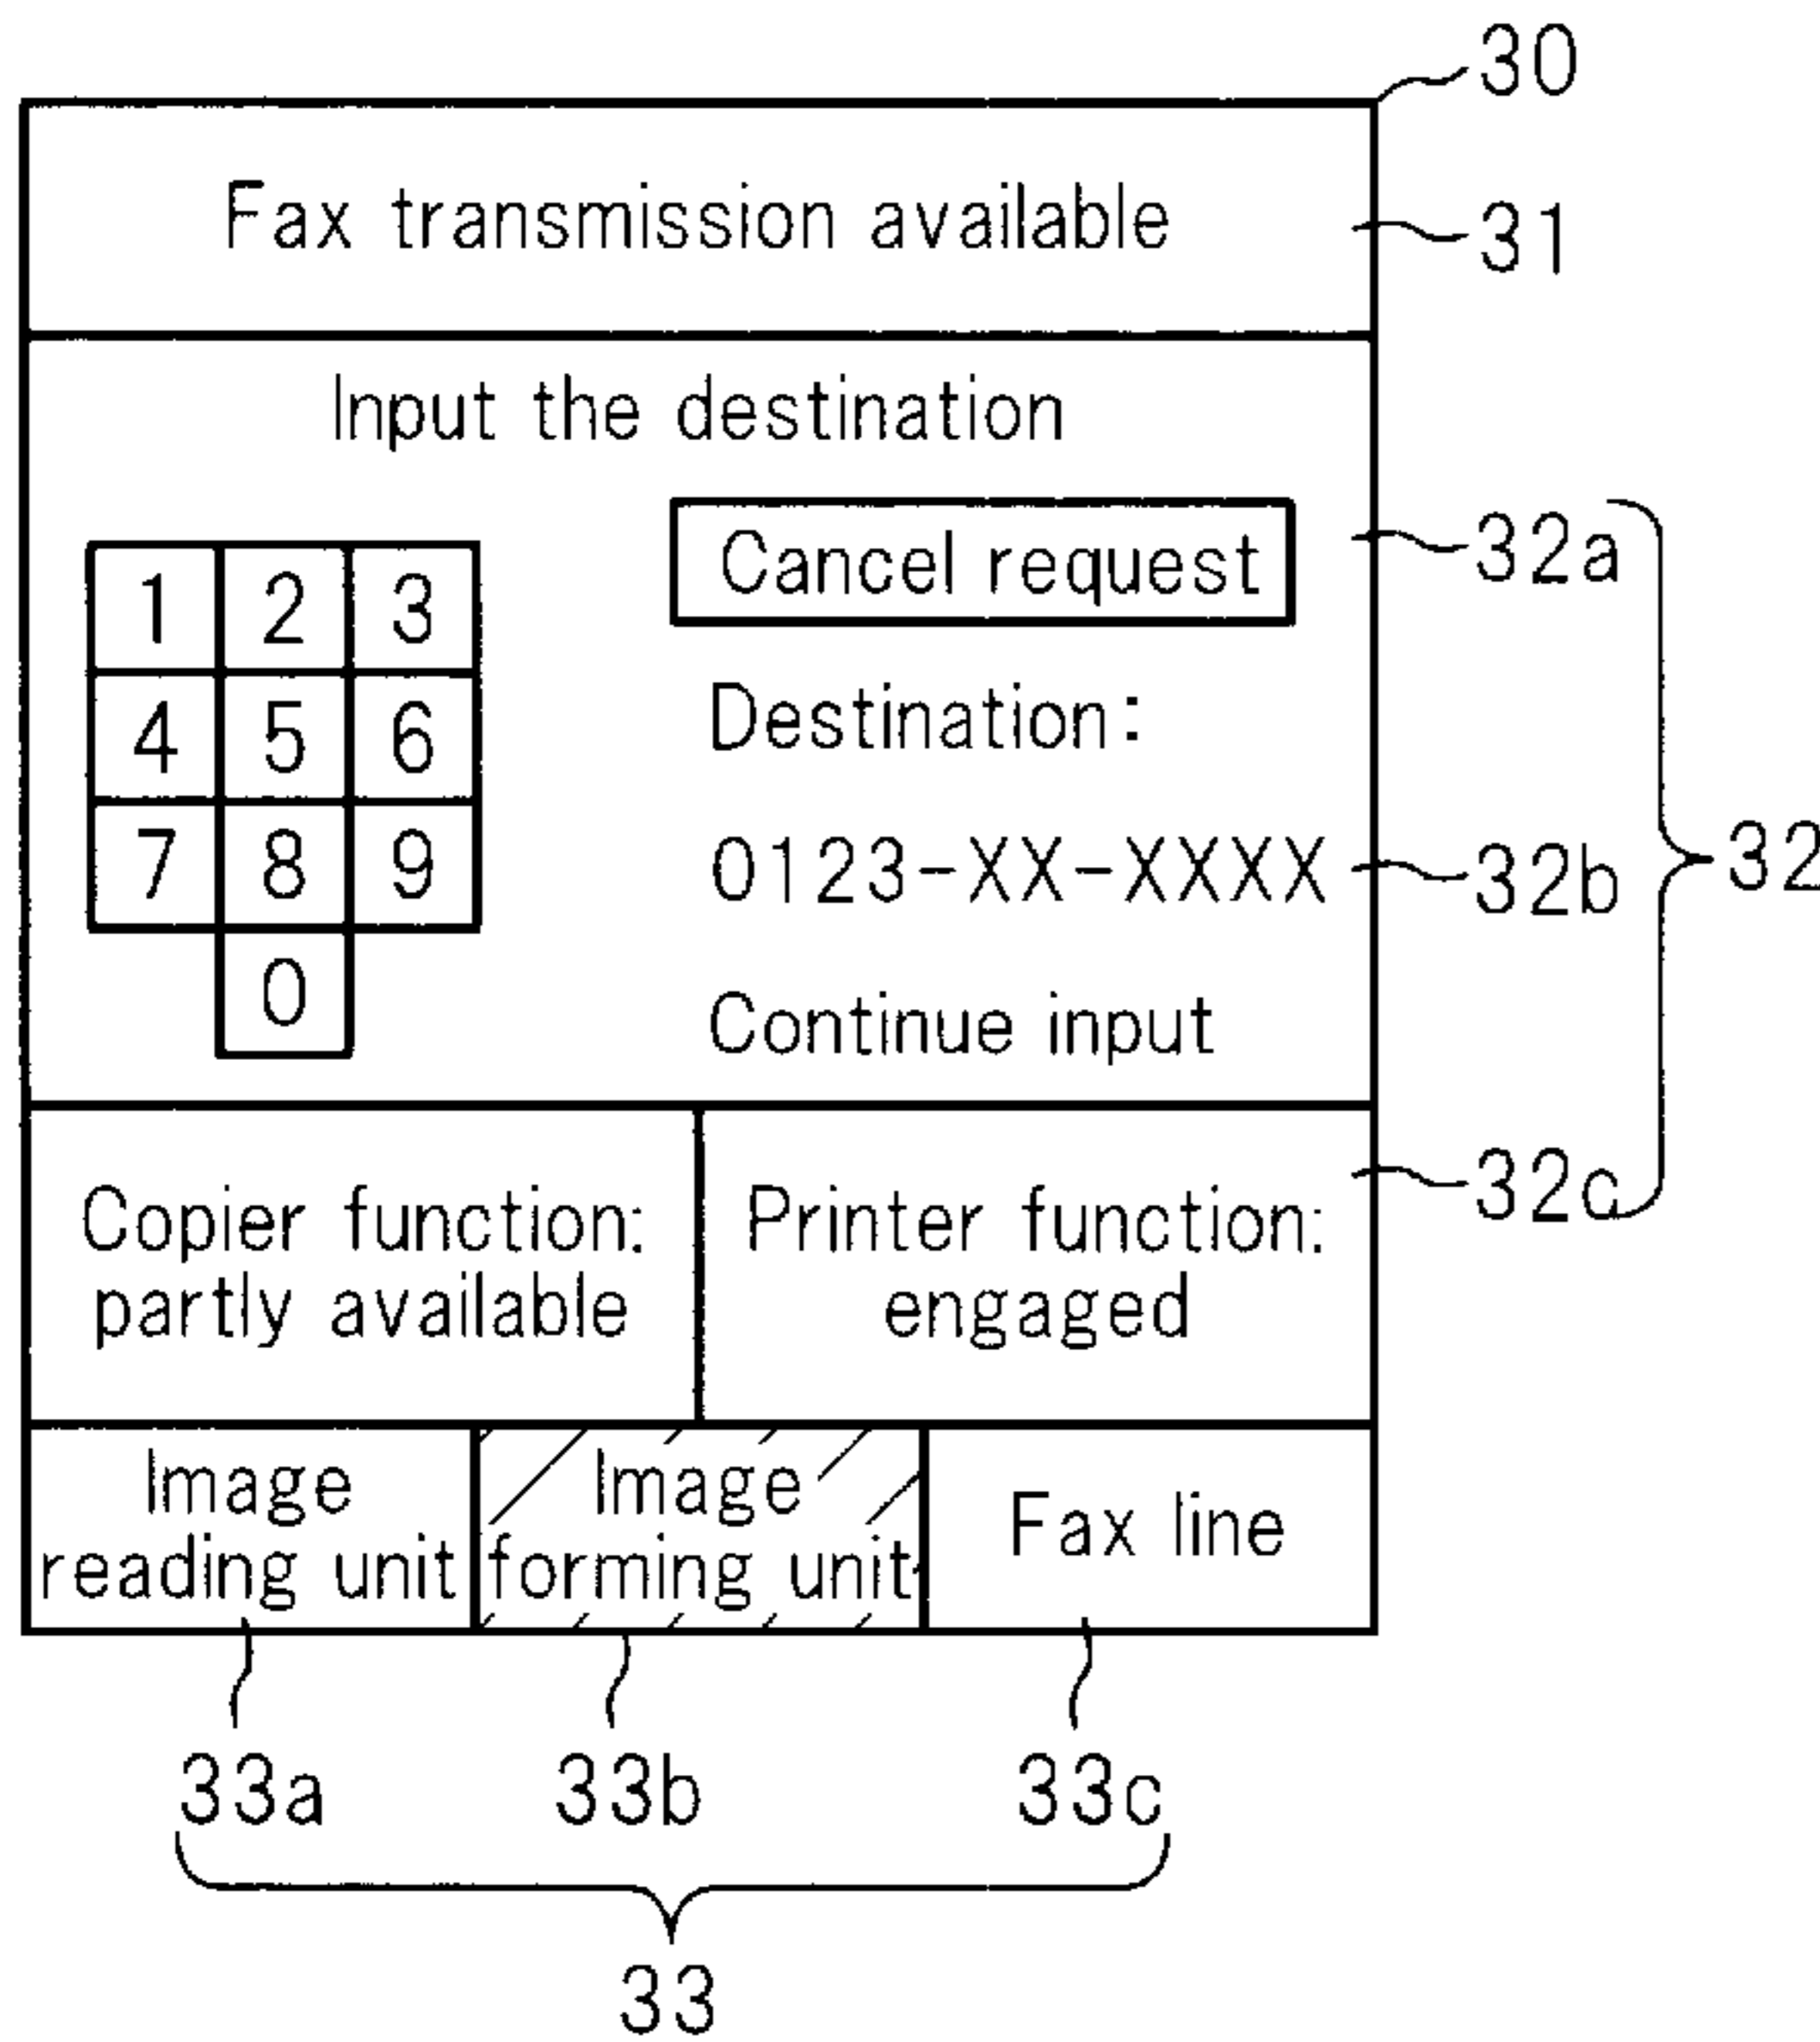 30
Fax transmission available
31
Input the destination
Cancel request
32a
1 2 3
4 5 6
7 8 9
0
Destination:
0123-XX-XXXX
32b
32
Continue input
Copier function:
partly available
Printer function:
engaged
32c
Image
reading unit
Image
forming unit
Fax line
33a
33b
33c
33